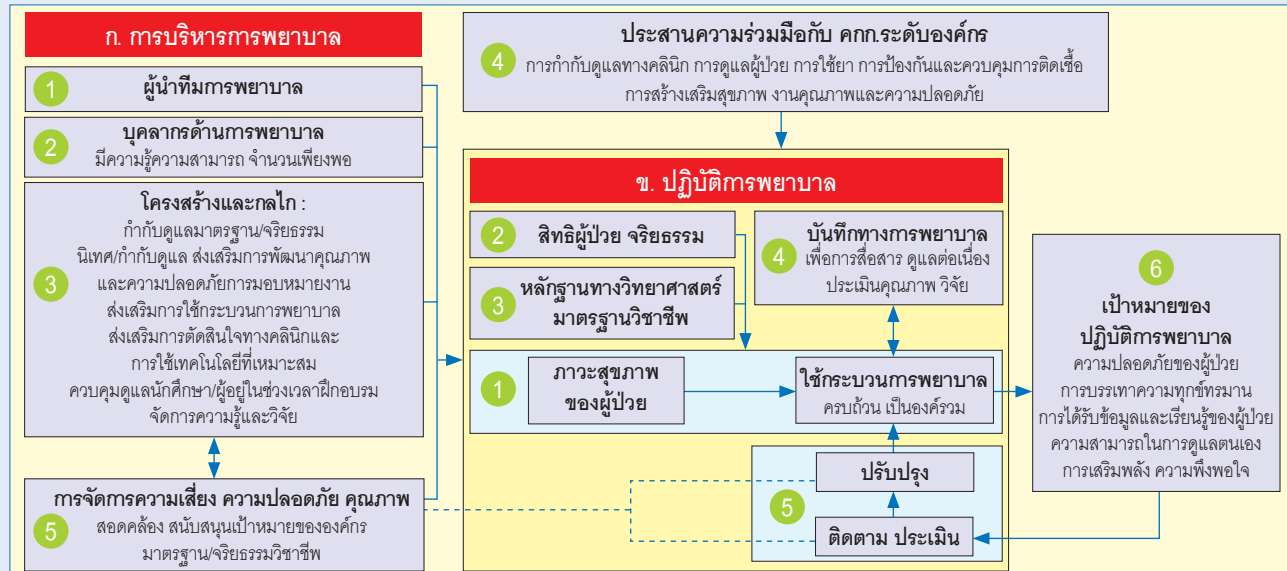 ก. การบริหารการพยาบาล
1
ผู้นำทีมการพยาบาล
2
บุคลากรด้านการพยาบาล
มีความรู้ความสามารถ จำนวนเพียงพอ
3
โครงสร้างและกลไก :
กำกับดูแลมาตรฐาน/จริยธรรม
นิเทศ/กำกับดูแล ส่งเสริมการพัฒนาคุณภาพ
และความปลอดภัยการมอบหมายงาน
ส่งเสริมการใช้กระบวนการพยาบาล
ส่งเสริมการตัดสินใจทางคลินิกและ
การใช้เทคโนโลยีที่เหมาะสม
ควบคุมดูแลนักศึกษา/ผู้อยู่ในช่วงเวลาฝึกอบรม
จัดการความรู้และวิจัย
5
การจัดการความเสี่ยง ความปลอดภัย คุณภาพ
สอดคล้อง สนับสนุนเป้าหมายขององค์กร
มาตรฐาน/จริยธรรมวิชาชีพ
4
ประสานความร่วมมือกับ คกก.ระดับองค์กร
การกำกับดูแลทางคลินิก การดูแลผู้ป่วย การใช้ยา การป้องกันและควบคุมการติดเชื้อ
การสร้างเสริมสุขภาพ งานคุณภาพและความปลอดภัย
ข. ปฏิบัติการพยาบาล
2
สิทธิผู้ป่วย จริยธรรม
3
หลักฐานทางวิทยาศาสตร์
มาตรฐานวิชาชีพ
4
บันทึกทางการพยาบาล
เพื่อการสื่อสาร ดูแลต่อเนื่อง
ประเมินคุณภาพ วิจัย
1
ภาวะสุขภาพ
ของผู้ป่วย
ใช้กระบวนการพยาบาล
ครบถ้วน เป็นองค์รวม
5
ปรับปรุง
ติดตาม ประเมิน
6
เป้าหมายของ
ปฏิบัติการพยาบาล
ความปลอดภัยของผู้ป่วย
การบรรเทาความทุกข์ทรมาน
การได้รับข้อมูลและเรียนรู้ของผู้ป่วย
ความสามารถในการดูแลตนเอง
การเสริมพลัง ความพึงพอใจ